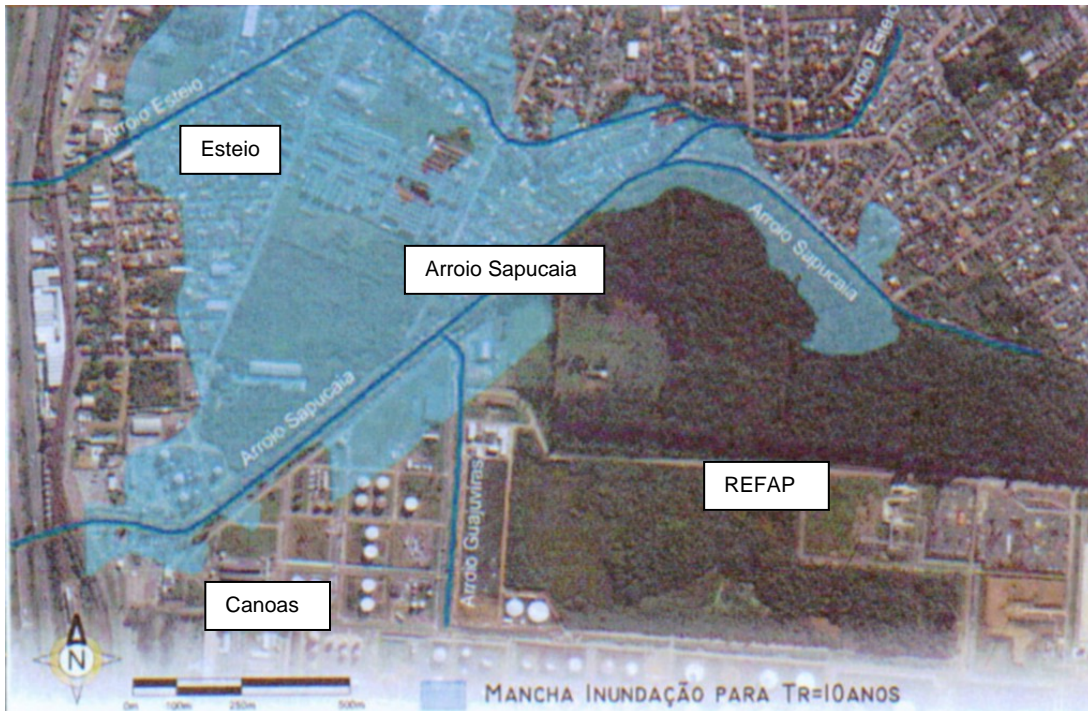 Arroio Esteio
Arroio Esteio
Esteio
Arroio Sapucaia
Arroio Sapucaia
Arroio Sapucaia
Arroio Guajuviras
REFAP
Canoas
N
0m 100m 250m 500m
MANCHA INUNDAÇÃO PARA TR=10ANOS